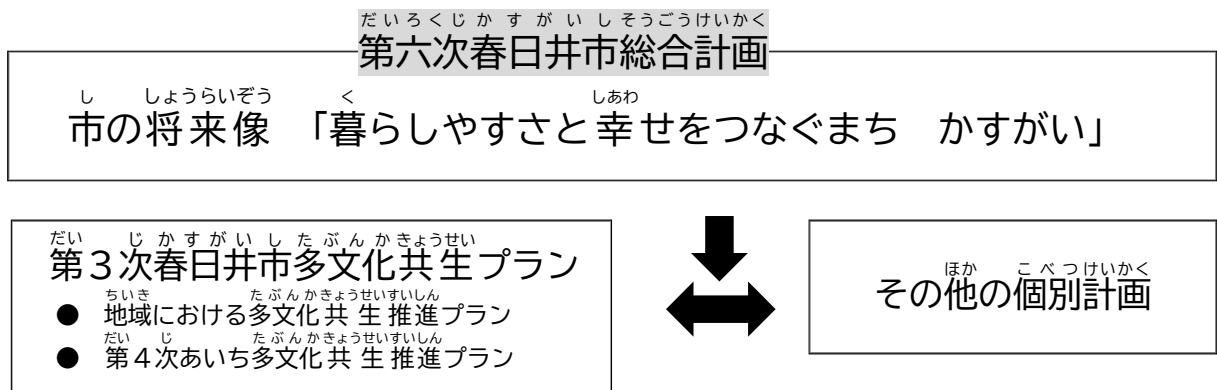 だいろくじかすがいしそうごうけいかく
第六次春日井市総合計画
し しょうらいぞう く しあわ
市の将来像 「暮らしやすさと幸せをつなぐまち かすがい」
だい じかすがいしたぶんかきょうせい
第３次春日井市多文化共生プラン
ちいき たぶんかきょうせいすいしん
● 地域における多文化共生推進プラン
だい じ たぶんかきょうせいすいしん
● 第４次あいち多文化共生推進プラン
ほか こべつけいかく
その他の個別計画